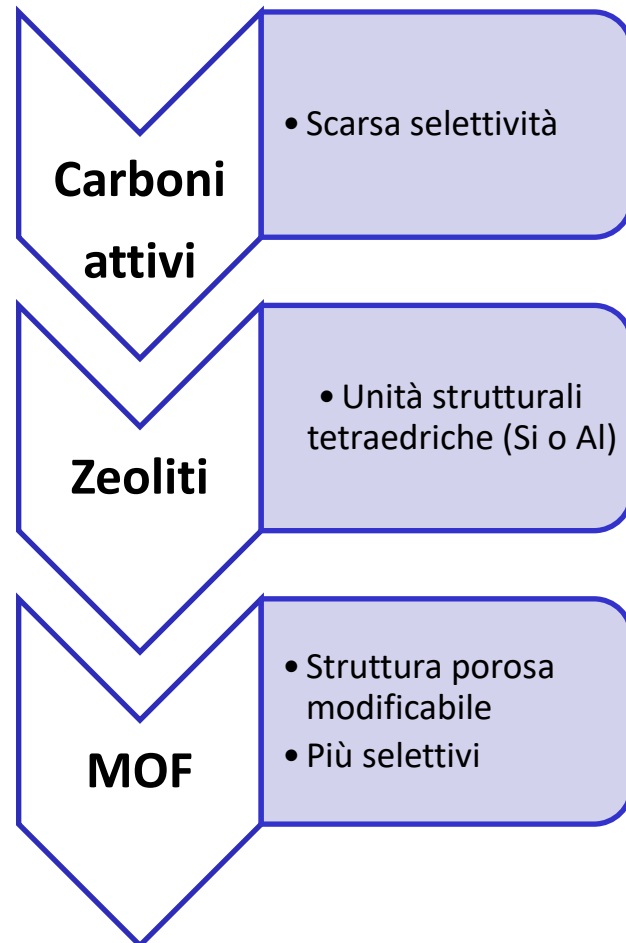 Carboni
attivi
• Scarsa selettività
Zeoliti
• Unità strutturali
tetraedriche (Si o Al)
MOF
• Struttura porosa
modificabile
• Più selettivi